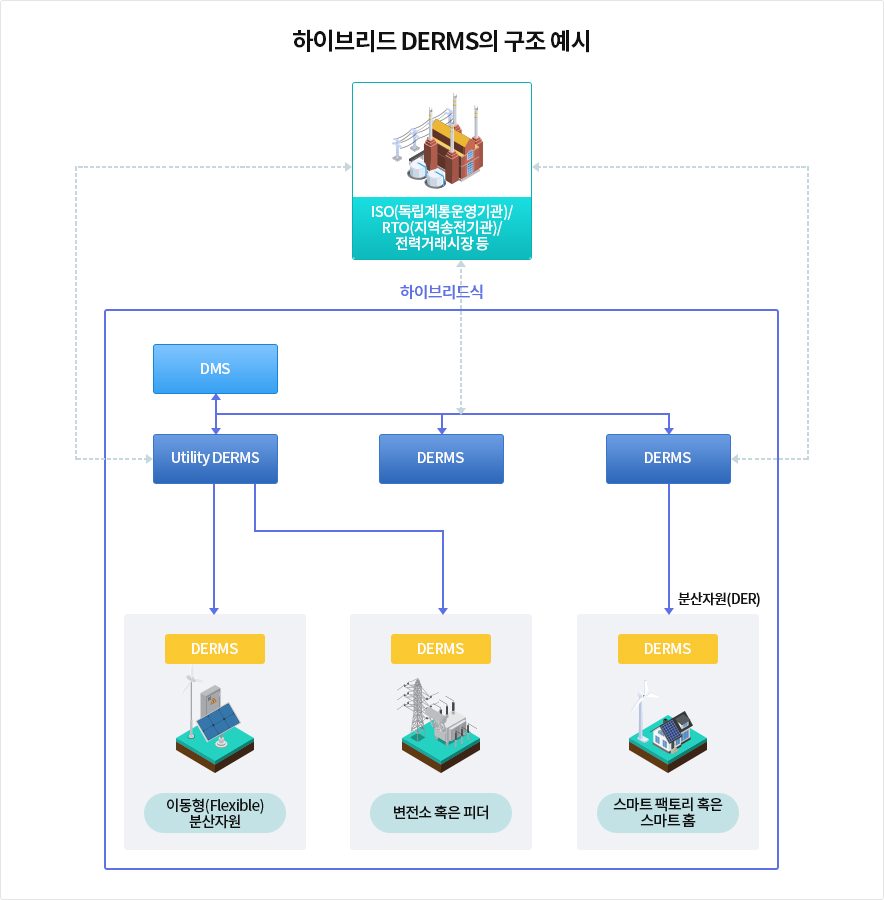 하이브리드 DERMS의 구조 예시
ISO(독립계통운영기관)/
RTO(지역송전기관)/
전력거래시장 등
하이브리드식
DMS
Utility DERMS
DERMS
DERMS
분산자원(DER)
DERMS
DERMS
DERMS
이동형(Flexible)
분산자원
변전소 혹은 피더
스마트 팩토리 혹은
스마트 홈